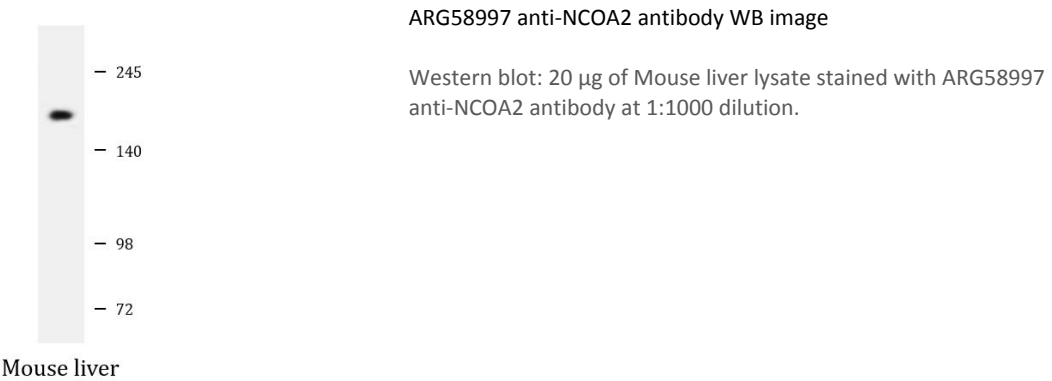 ARG58997 anti-NCOA2 antibody WB image
Western blot: 20 µg of Mouse liver lysate stained with ARG58997
anti-NCOA2 antibody at 1:1000 dilution.
245
140
98
72
Mouse liver